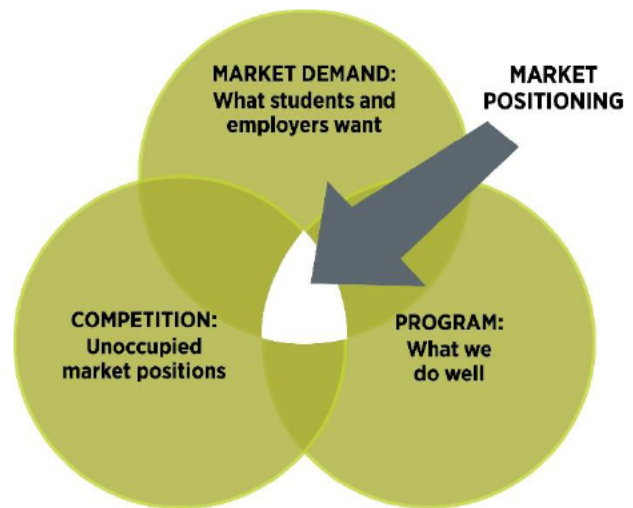 MARKET DEMAND:
What students and
employers want
MARKET
POSITIONING
COMPETITION:
Unoccupied
market positions
PROGRAM:
What we
do well